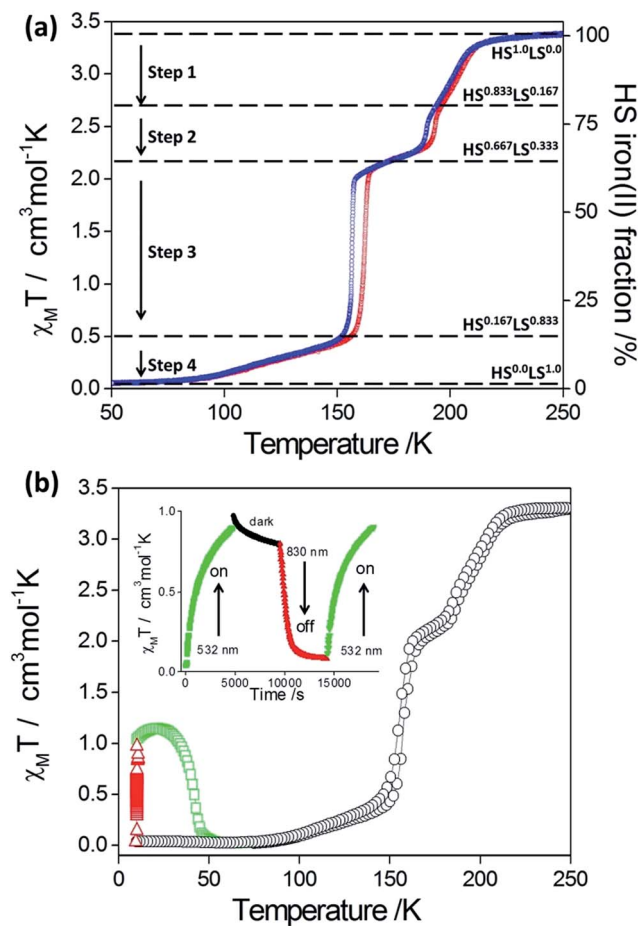 (a)
3.5
3.0
2.5
2.0
1.5
1.0
0.5
0.0
χMT / cm³mol⁻¹K
Step 1
Step 2
Step 3
Step 4
HS¹·⁰LS⁰·⁰
HS⁰·⁸³³LS⁰·¹⁶⁷
HS⁰·⁶⁶⁷LS⁰·³³³
HS⁰·¹⁶⁷LS⁰·⁸³³
HS⁰·⁰LS¹·⁰
100
75
50
25
0
HS iron(II) fraction /%
50 100 150 200 250
Temperature /K
(b)
3.5
3.0
2.5
2.0
1.5
1.0
0.5
0.0
χMT / cm³mol⁻¹K
1.0
0.5
0.0
χMT / cm³mol⁻¹K
dark
830 nm
on
off
on
532 nm
532 nm
0 5000 10000 15000
Time /s
0 50 100 150 200 250
Temperature /K